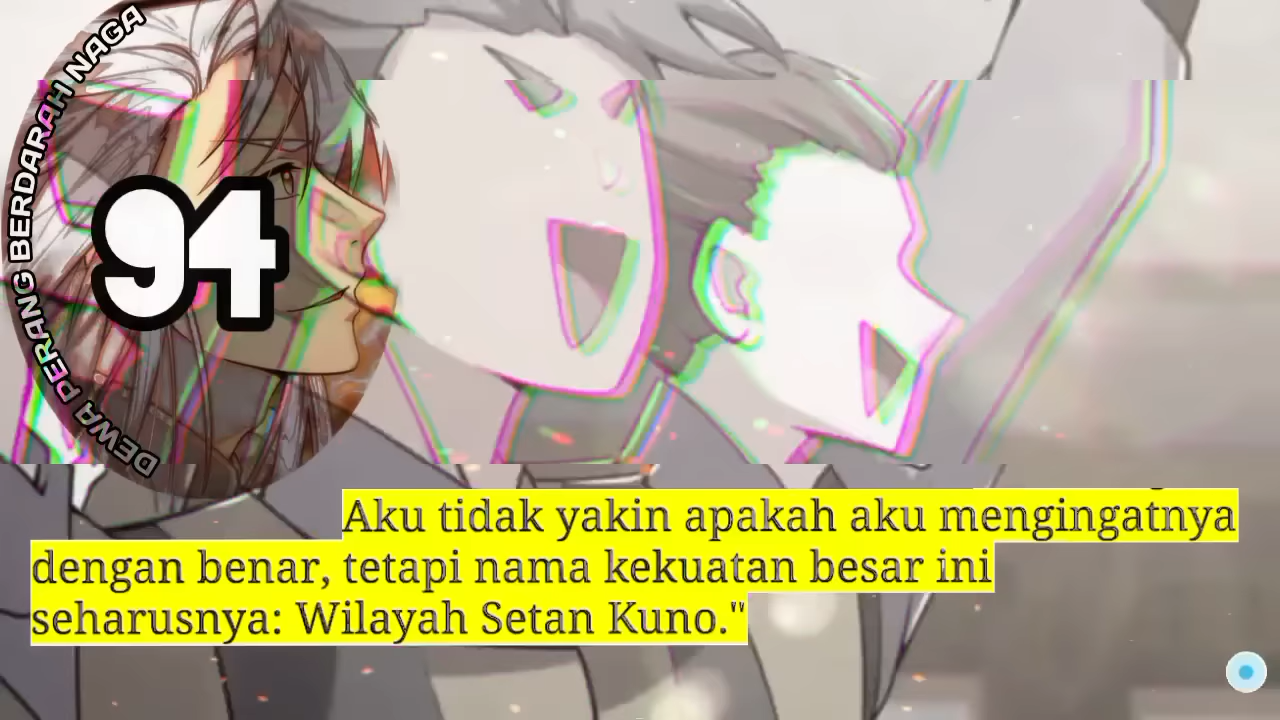 DEWA PERANG BERDARAH NAGA
94
Aku tidak yakin apakah aku mengingatnya
dengan benar, tetapi nama kekuatan besar ini
seharusnya: Wilayah Setan Kuno."